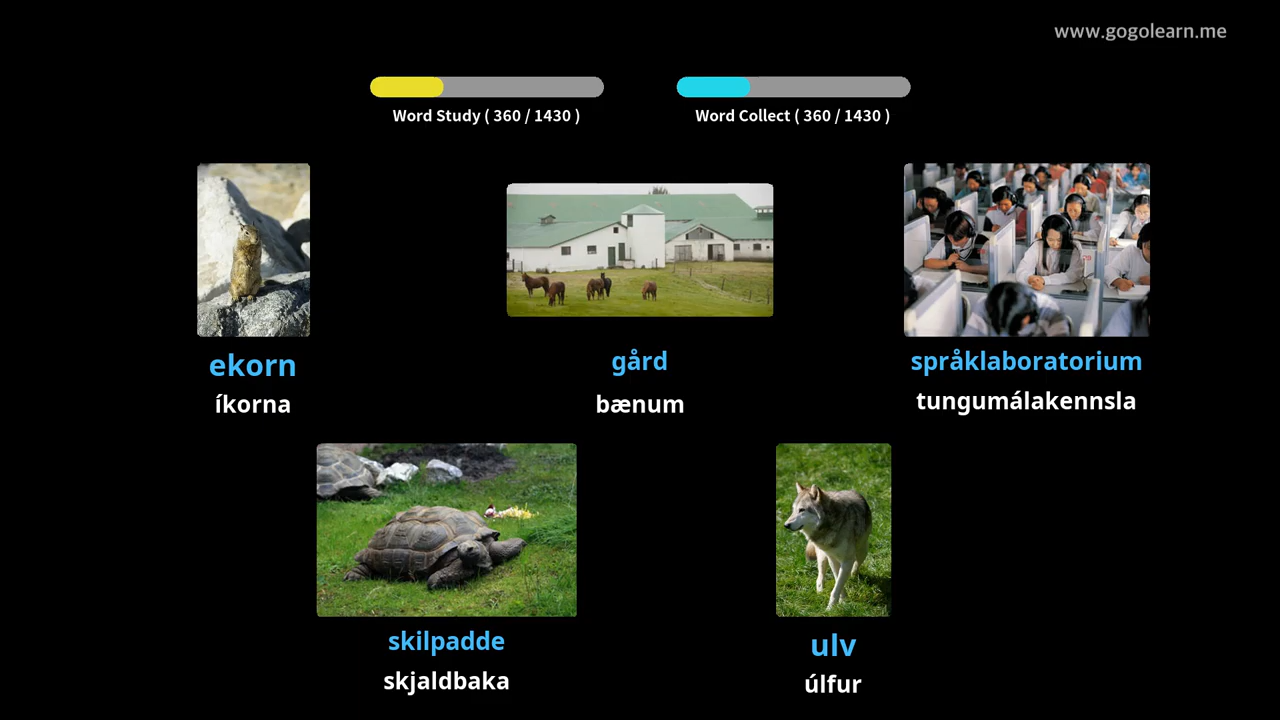 www.gogolearn.me
Word Study ( 360 / 1430 )
Word Collect ( 360 / 1430 )
ekorn
íkorna
gård
bænum
språklaboratorium
tungumálakennsla
skilpadde
skjaldbaka
ulv
úlfur